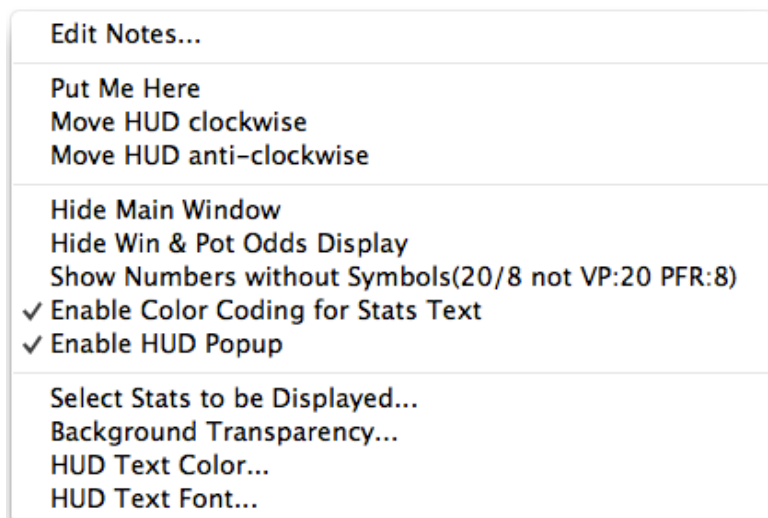 Edit Notes...
Put Me Here
Move HUD clockwise
Move HUD anti-clockwise
Hide Main Window
Hide Win & Pot Odds Display
Show Numbers without Symbols(20/8 not VP:20 PFR:8)
✓ Enable Color Coding for Stats Text
✓ Enable HUD Popup
Select Stats to be Displayed...
Background Transparency...
HUD Text Color...
HUD Text Font...